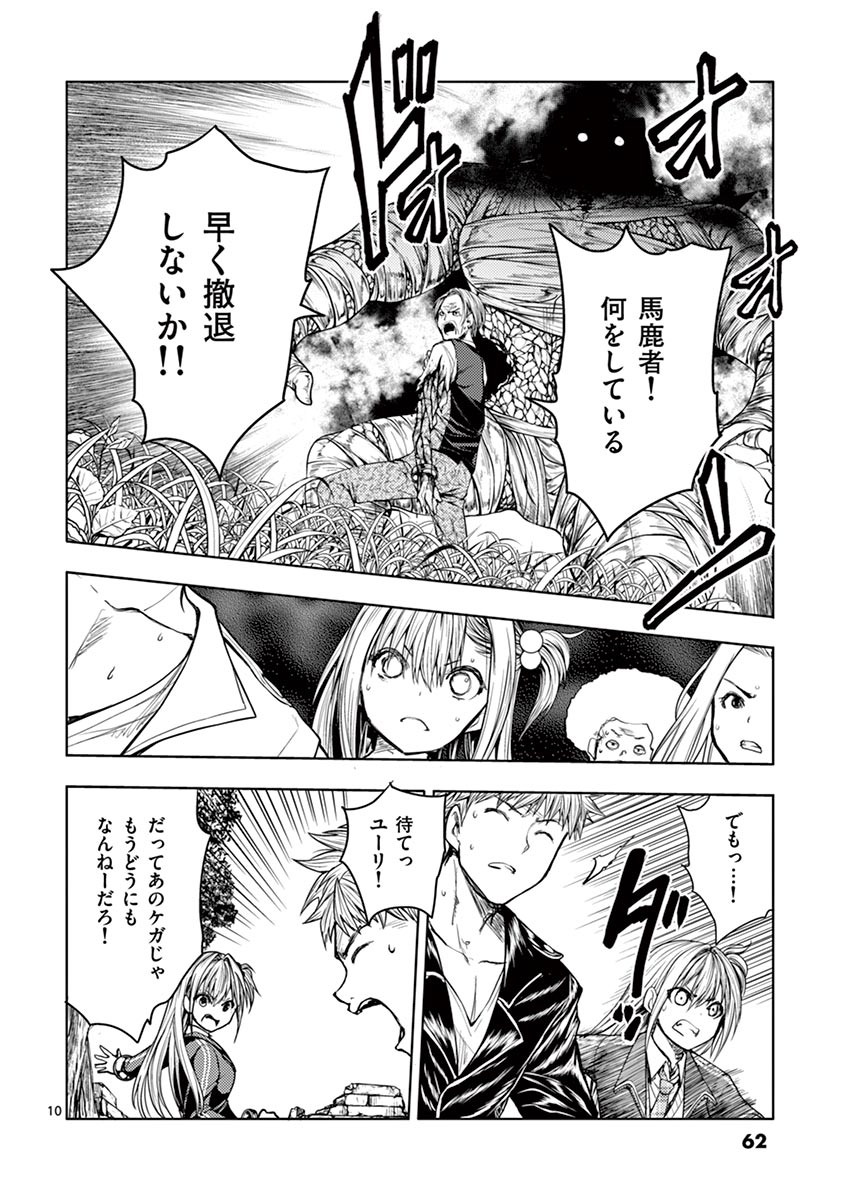 オオオ
馬鹿者！
何をしている
ドオ
早く撤退
しないか!!
でもっ…！
ダッ
待てっ
ユーリ！
だってあのケガじゃ
もうどうにも
なんねーだろ！
10
62